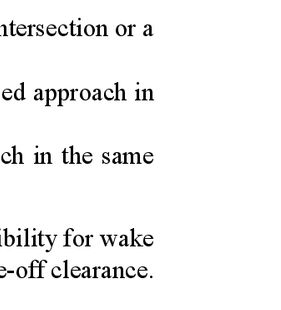 ntersection or a
ed approach in
ch in the same
ibility for wake
e-off clearance.